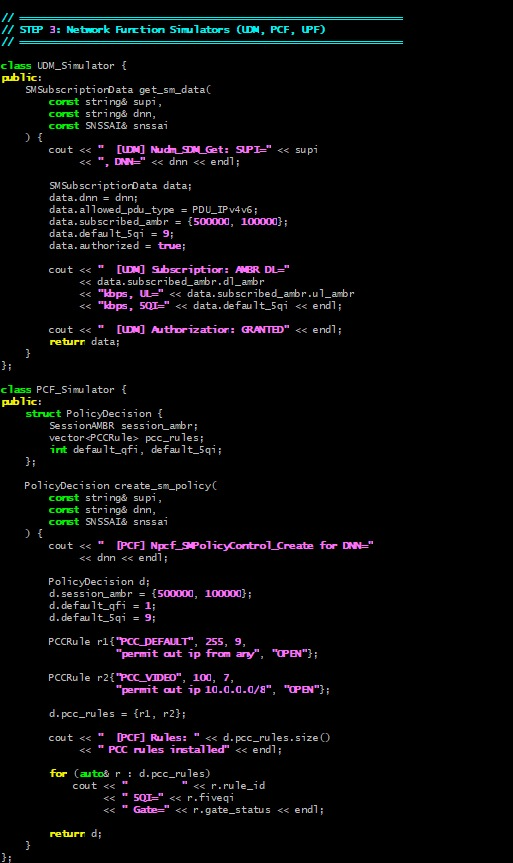 // ════════════════════════════════════════════════════════════════
// STEP 3: Network Function Simulators (UDM, PCF, UPF)
// ════════════════════════════════════════════════════════════════

class UDM_Simulator {
public:
    SMSubscriptionData get_sm_data(
        const string& supi,
        const string& dnn,
        const SNSSAI& snssai
    ) {
        cout << "  [UDM] Nudm_SDM_Get: SUPI=" << supi
             << ", DNN=" << dnn << endl;

        SMSubscriptionData data;
        data.dnn = dnn;
        data.allowed_pdu_type = PDU_IPv4v6;
        data.subscribed_ambr = {500000, 100000};
        data.default_5qi = 9;
        data.authorized = true;

        cout << "  [UDM] Subscription: AMBR DL="
             << data.subscribed_ambr.dl_ambr
             << "kbps, UL=" << data.subscribed_ambr.ul_ambr
             << "kbps, 5QI=" << data.default_5qi << endl;

        cout << "  [UDM] Authorization: GRANTED" << endl;
        return data;
    }
};

class PCF_Simulator {
public:
    struct PolicyDecision {
        SessionAMBR session_ambr;
        vector<PCCRule> pcc_rules;
        int default_qfi, default_5qi;
    };

    PolicyDecision create_sm_policy(
        const string& supi,
        const string& dnn,
        const SNSSAI& snssai
    ) {
        cout << "  [PCF] Npcf_SMPolicyControl_Create for DNN="
             << dnn << endl;

        PolicyDecision d;
        d.session_ambr = {500000, 100000};
        d.default_qfi = 1;
        d.default_5qi = 9;

        PCCRule r1{"PCC_DEFAULT", 255, 9,
                   "permit out ip from any", "OPEN"};

        PCCRule r2{"PCC_VIDEO", 100, 7,
                   "permit out ip 10.0.0.0/8", "OPEN"};

        d.pcc_rules = {r1, r2};

        cout << "  [PCF] Rules: " << d.pcc_rules.size()
             << " PCC rules installed" << endl;

        for (auto& r : d.pcc_rules)
            cout << "         " << r.rule_id
                 << " 5QI=" << r.fiveqi
                 << " Gate=" << r.gate_status << endl;

        return d;
    }
};